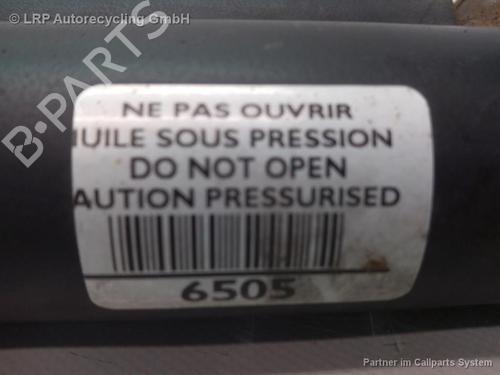 © LRP Autorecycling GmbH
B-PARTS
NE PAS OUVRIR
UILE SOUS PRESSION
DO NOT OPEN
AUTION PRESSURISED
6505
Partner im Callparts System